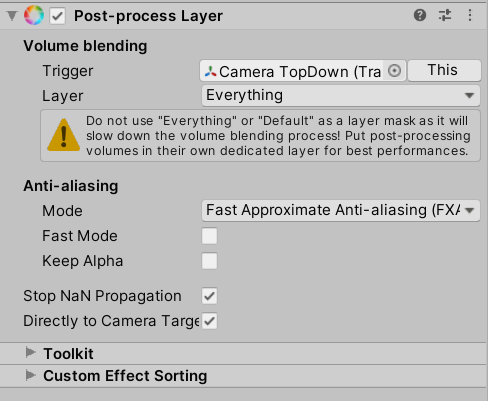 Post-process Layer
Volume blending
Trigger Camera TopDown (Tra This
Layer Everything
Do not use "Everything" or "Default" as a layer mask as it will
slow down the volume blending process! Put post-processing
volumes in their own dedicated layer for best performances.
Anti-aliasing
Mode Fast Approximate Anti-aliasing (FXA
Fast Mode
Keep Alpha
Stop NaN Propagation
Directly to Camera Targe
Toolkit
Custom Effect Sorting